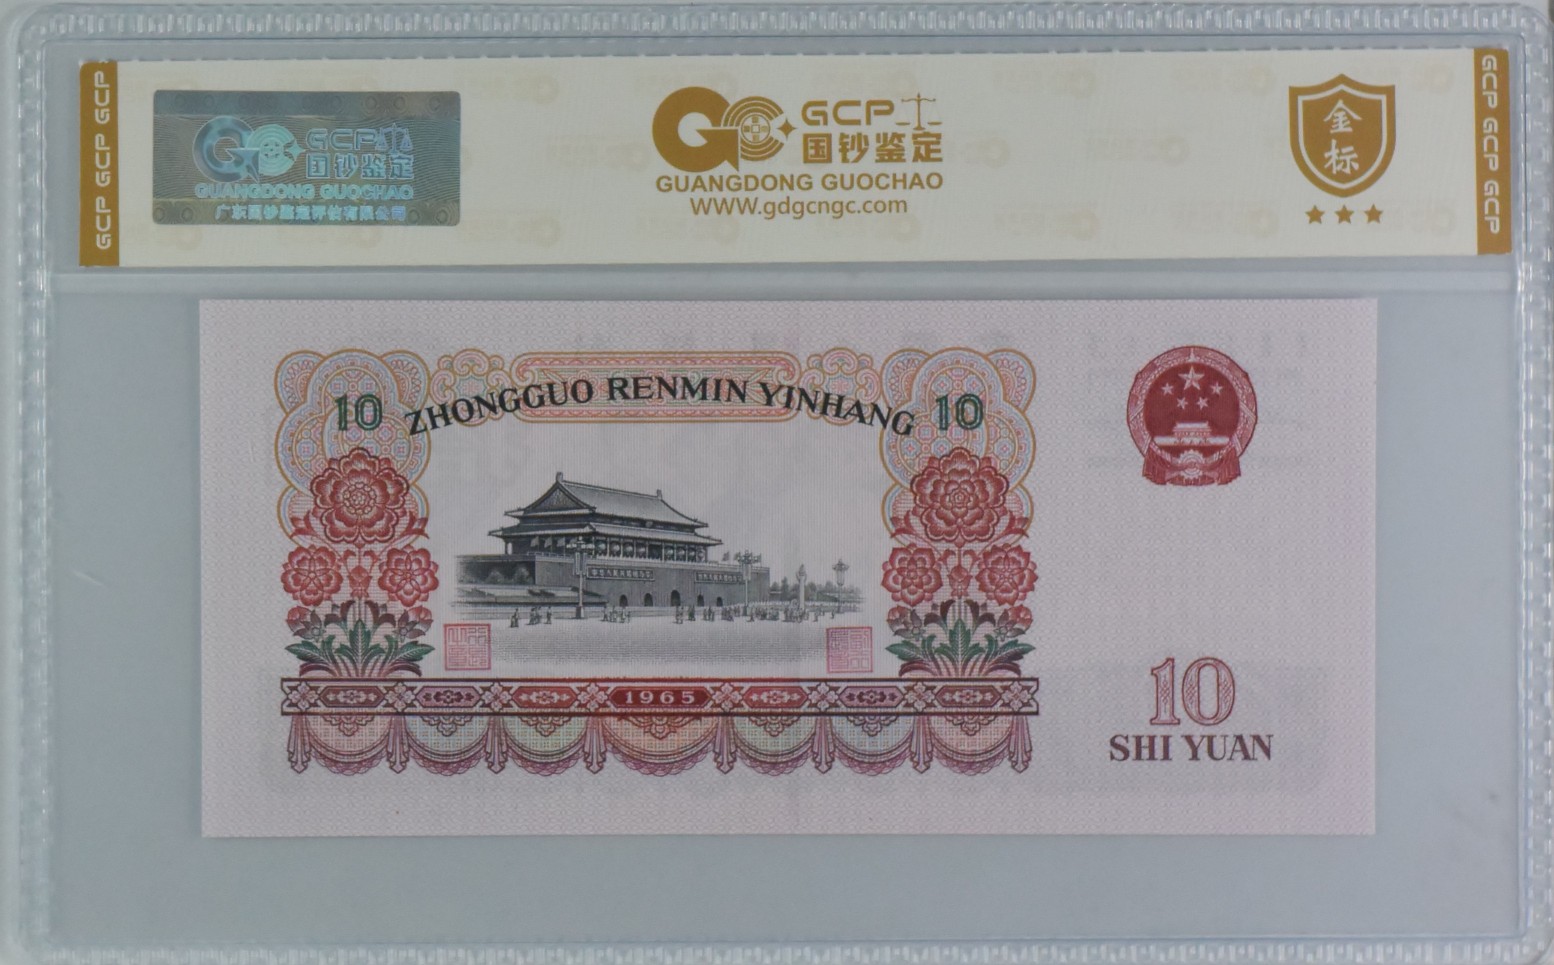 GCP GCP GCP
GCP
国钞鉴定
GUANGDONG GUOCHAO
GCP
国钞鉴定
GUANGDONG GUOCHAO
WWW.gdgcngc.com
金
标
GCP GCP GCP
ZHONGGUO RENMIN YINHANG
10
10
1965
10
SHI YUAN